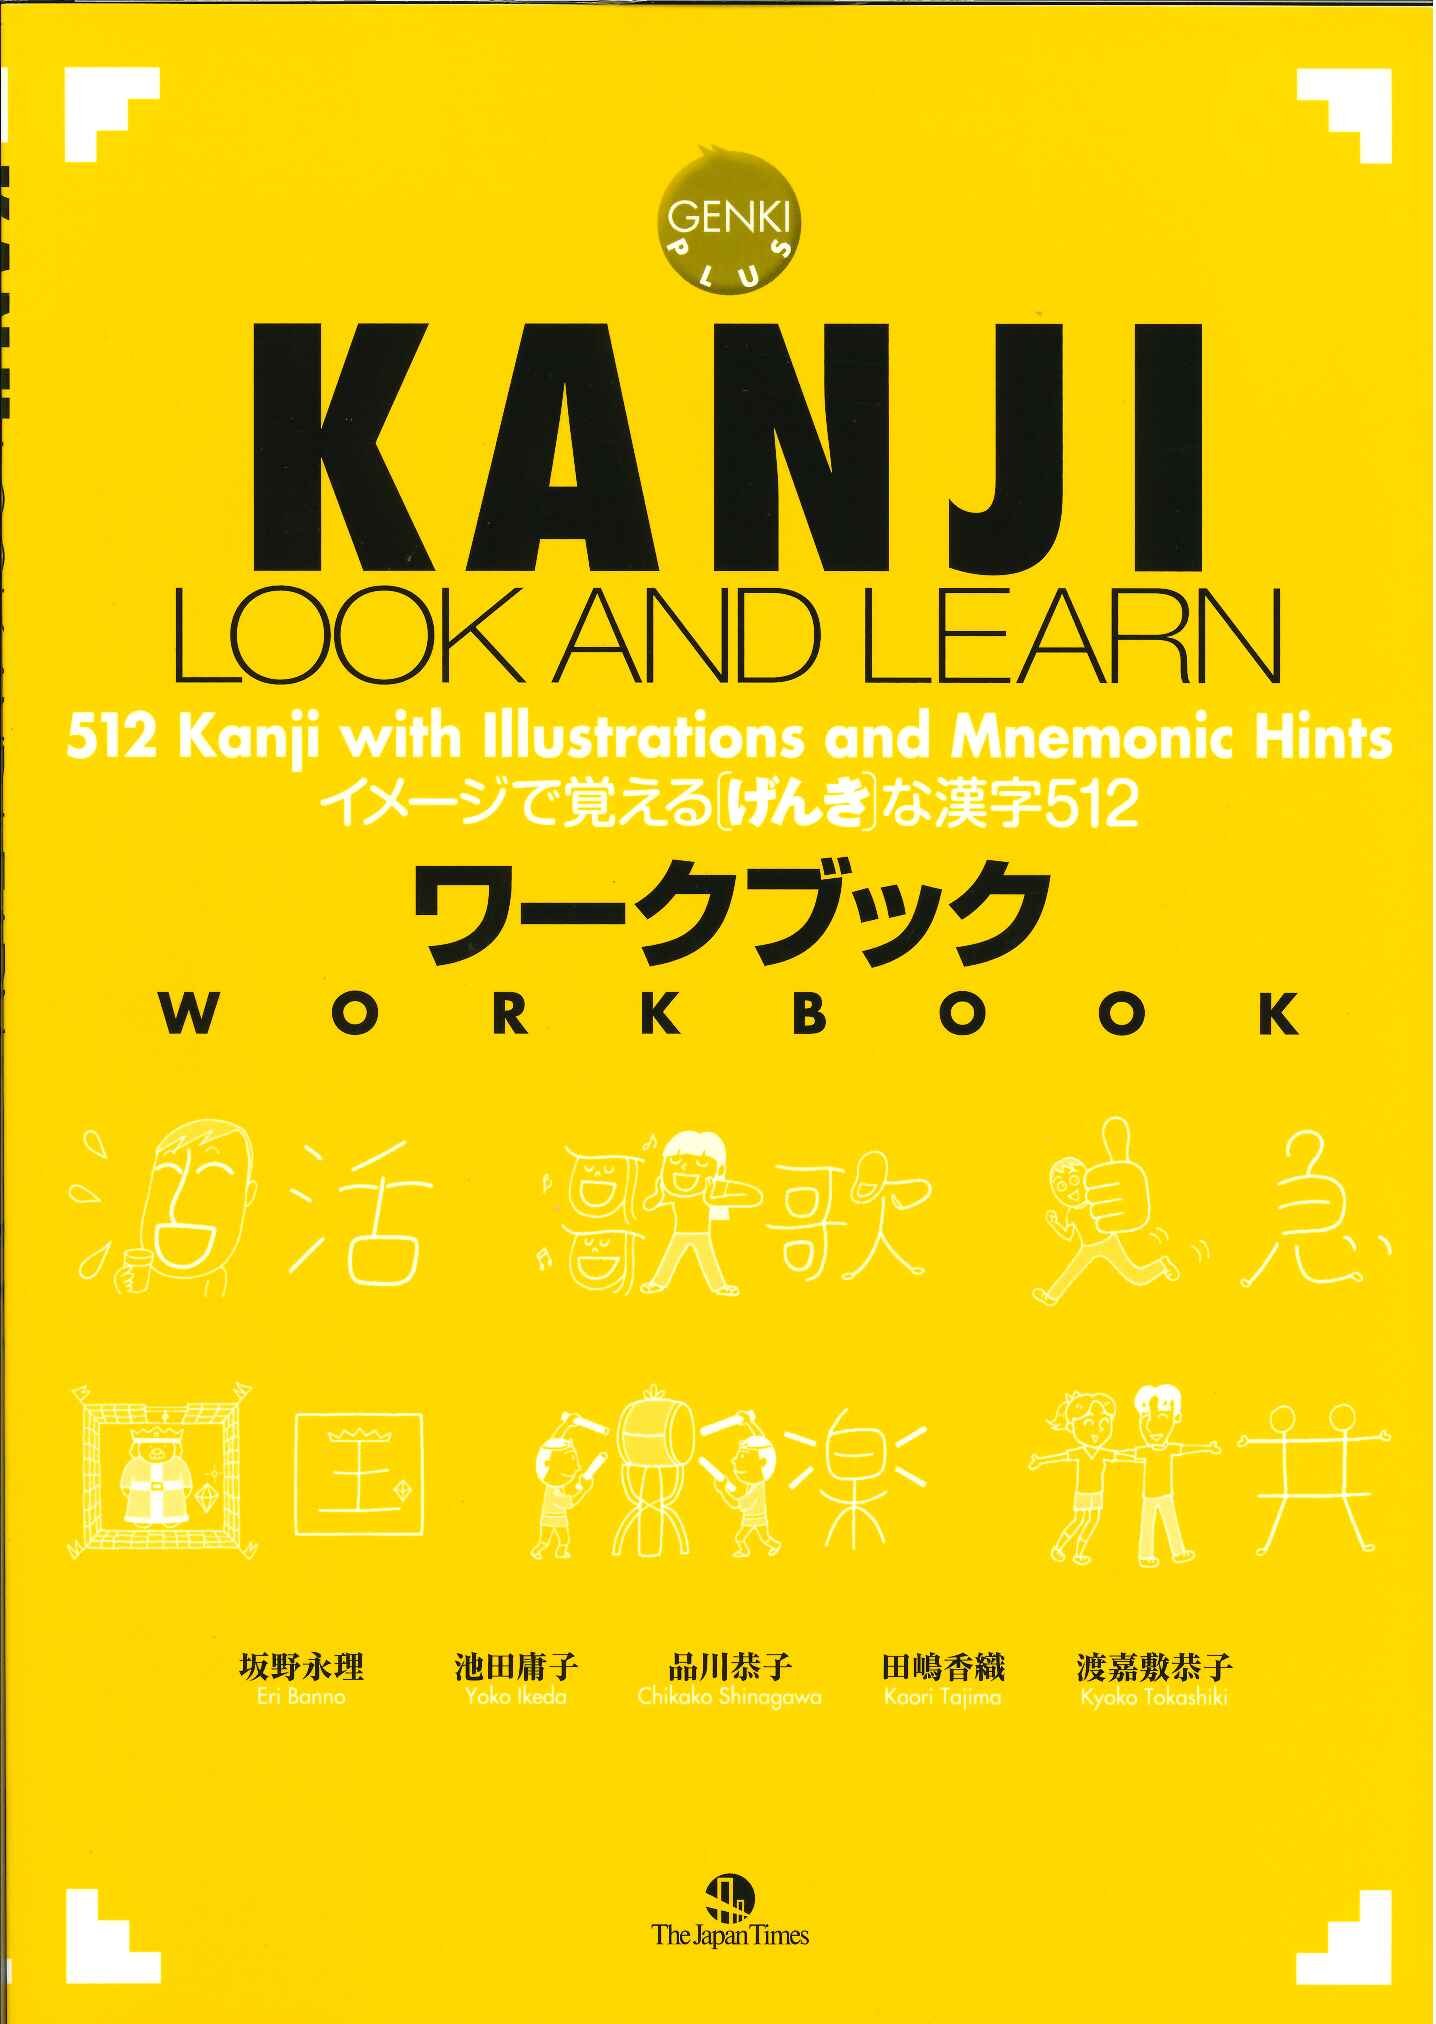 GENKI
PLUS
KANJI
LOOK AND LEARN
512 Kanji with Illustrations and Mnemonic Hints
イメージで覚える[げんき]な漢字512
ワークブック
WORKBOOK
活 歌 急
国 楽 共
坂野永理 池田庸子 品川恭子 田嶋香織 渡嘉敷恭子
Eri Banno Yoko Ikeda Chikako Shinagawa Kaori Tajima Kyoko Tokashiki
The Japan Times